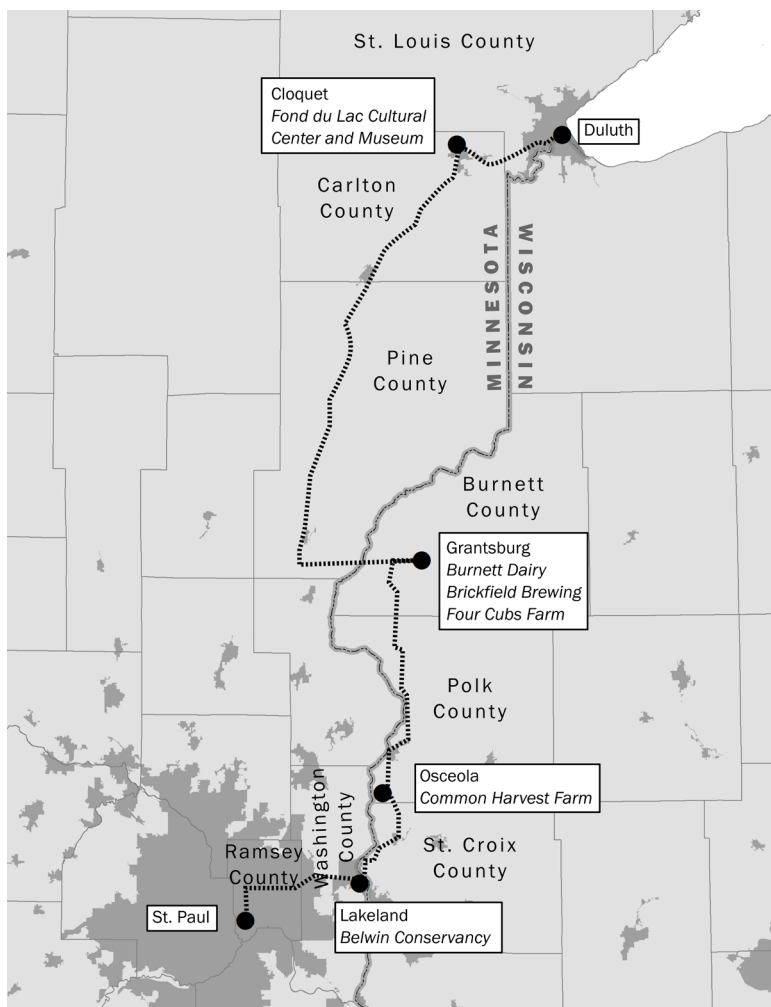 St. Louis County
Cloquet
Fond du Lac Cultural
Center and Museum
Duluth
Carlton
County
MINNESOTA
WISCONSIN
Pine
County
Burnett
County
Grantsburg
Burnett Dairy
Brickfield Brewing
Four Cubs Farm
Polk
County
Osceola
Common Harvest Farm
Washington
County
Ramsey
County
St. Croix
County
St. Paul
Lakeland
Belwin Conservancy